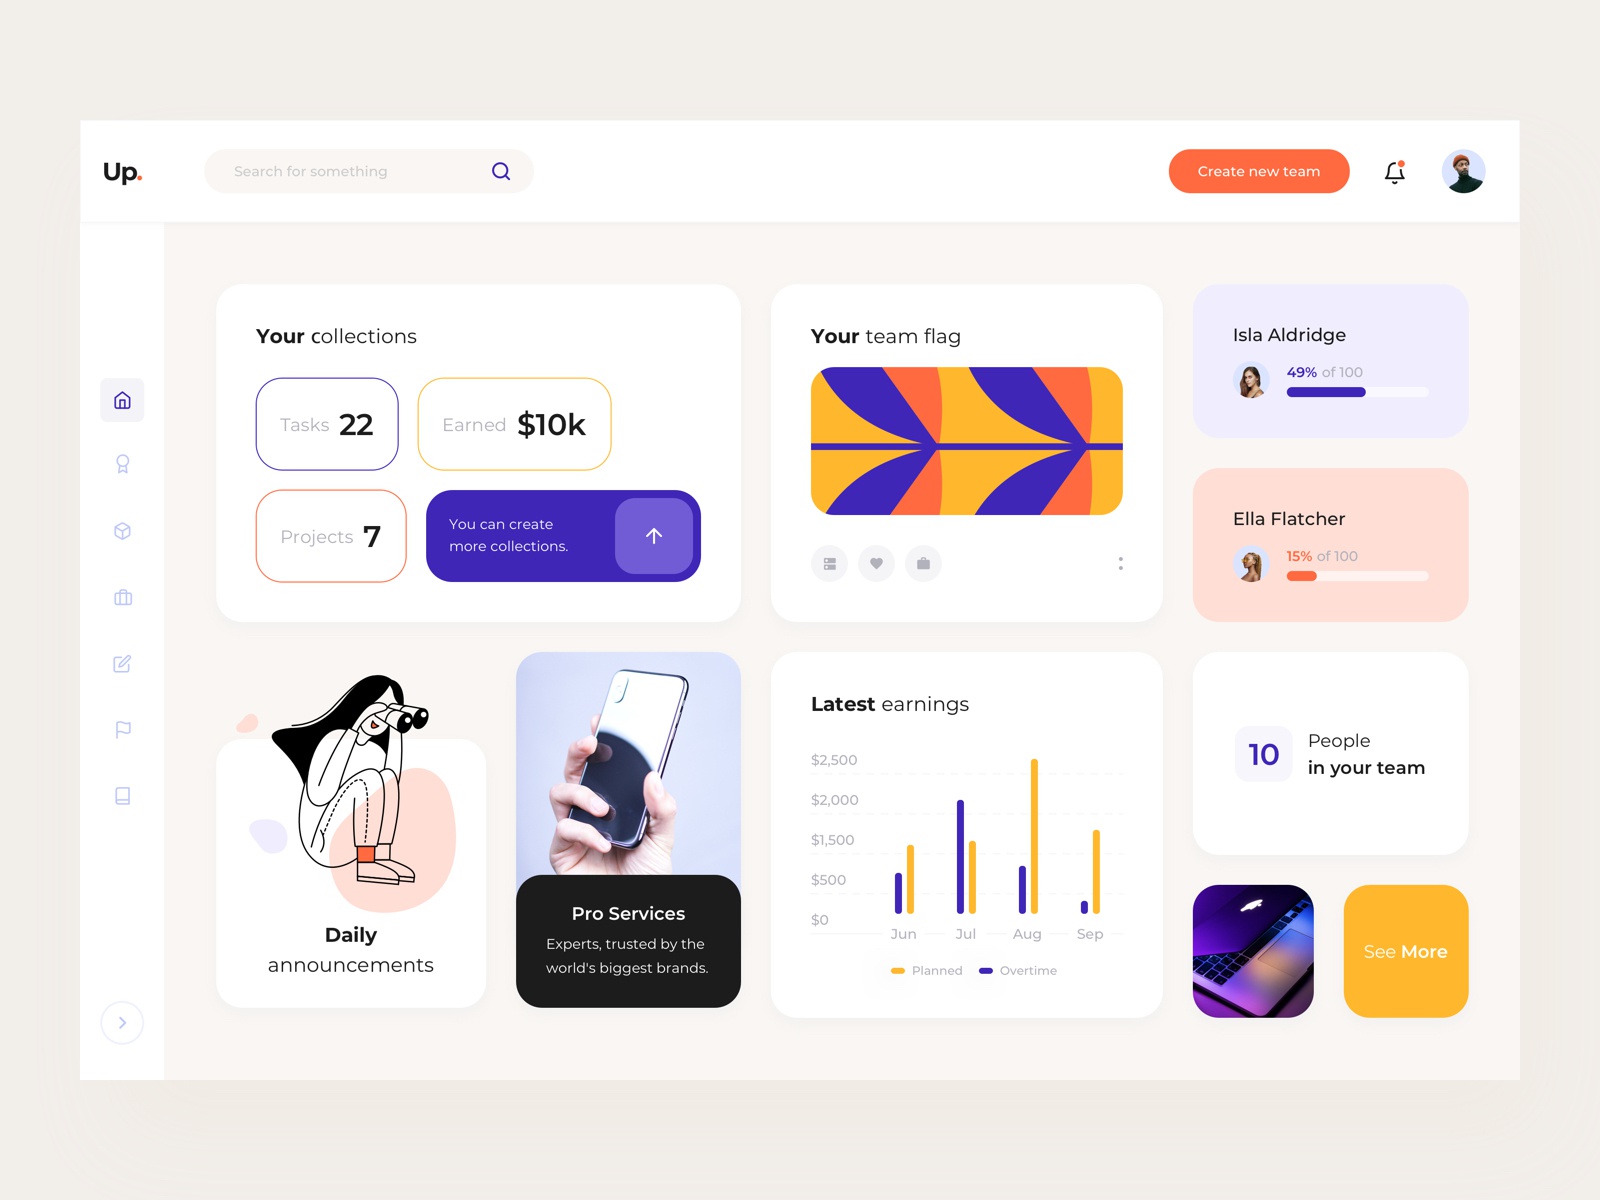 Up.
Search for something
Create new team
Your collections
Tasks 22
Earned $10k
Projects 7
You can create
more collections.
Your team flag
Isla Aldridge
49% of 100
Ella Flatcher
15% of 100
Daily
announcements
Pro Services
Experts, trusted by the
world's biggest brands.
Latest earnings
$2,500
$2,000
$1,500
$500
$0
Jun Jul Aug Sep
Planned Overtime
10
People
in your team
See More